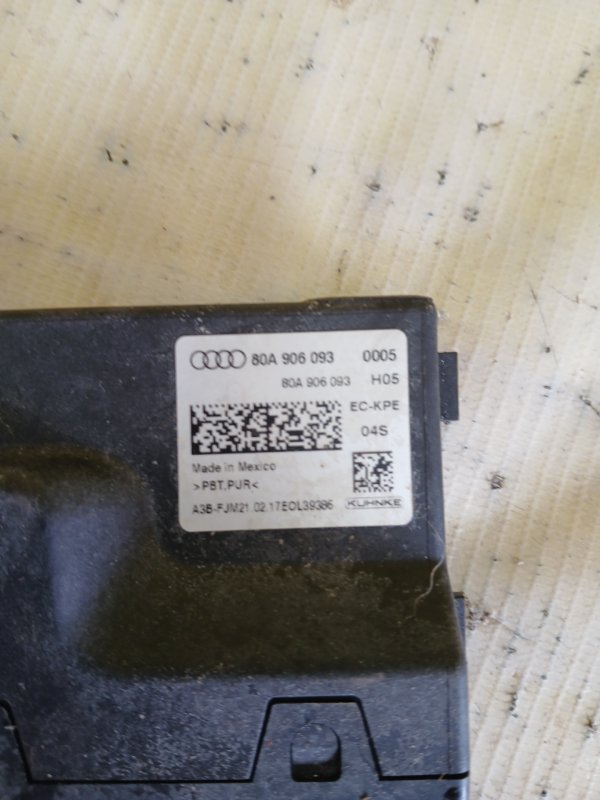 80A 906 093 0005
80A 906 093 H05
EC-KPE
04S
Made in Mexico
>PBT,PUR<
A3B-FJM21.02.17EOL39386 KUHNKE